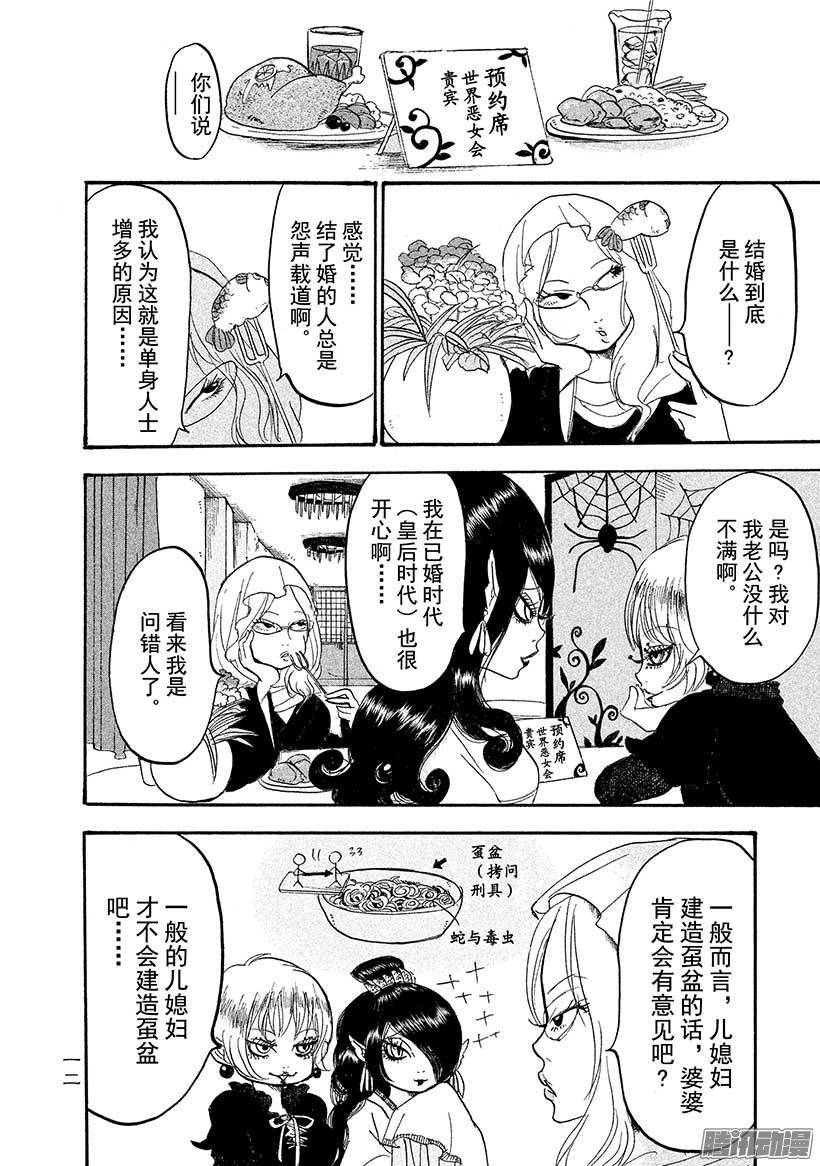 你们说
——
预约席
世界恶女会
贵宾
结婚到底
是什么——?
感觉……
结了婚的人总是
怨声载道啊。
我认为这就是单身人士
增多的原因……
是吗?我对
我老公没什么
不满啊。
我在已婚时代
(皇后时代)也很
开心啊……
预约席
世界恶女会
贵宾
看来我是
问错人了。
一般而言,儿媳妇
建造虿盆的话,婆婆
肯定会有意见吧?
虿盆
(拷问
刑具)
蛇与毒虫
一般的儿媳妇
才不会建造虿盆
吧……
一二
腾讯动漫